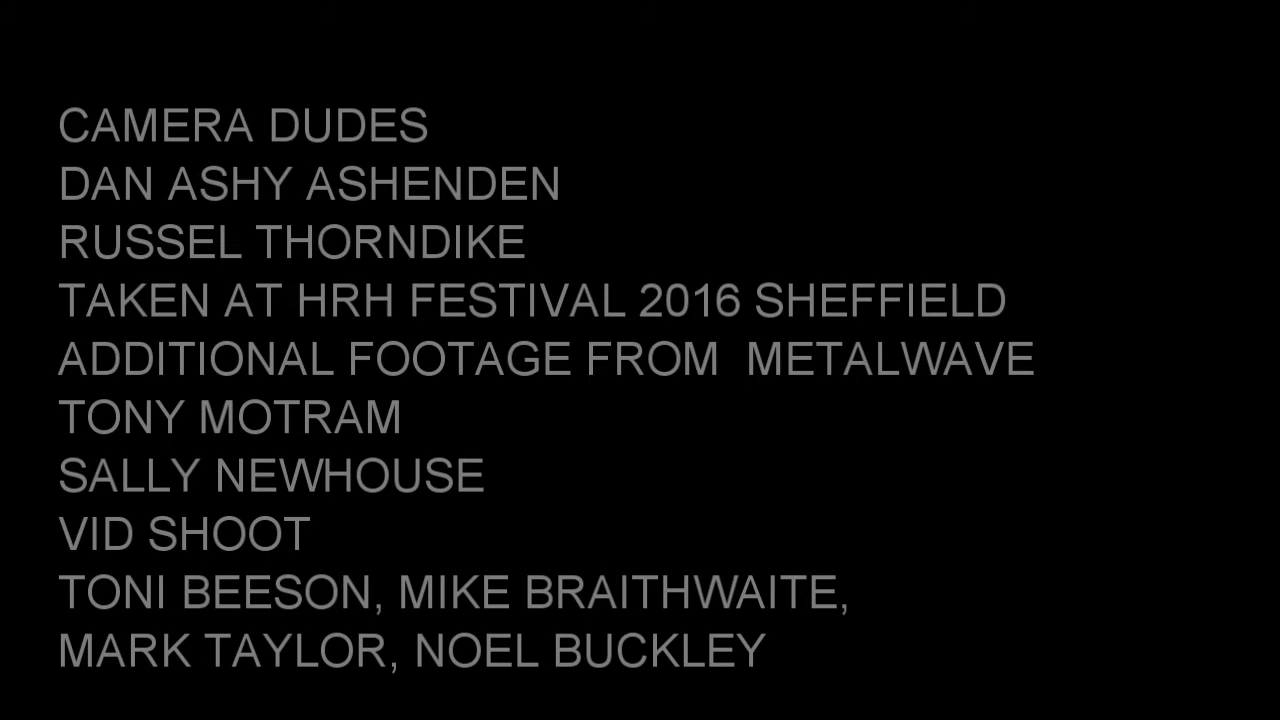 CAMERA DUDES
DAN ASHY ASHENDEN
RUSSEL THORNDIKE
TAKEN AT HRH FESTIVAL 2016 SHEFFIELD
ADDITIONAL FOOTAGE FROM  METALWAVE
TONY MOTRAM
SALLY NEWHOUSE
VID SHOOT
TONI BEESON, MIKE BRAITHWAITE,
MARK TAYLOR, NOEL BUCKLEY